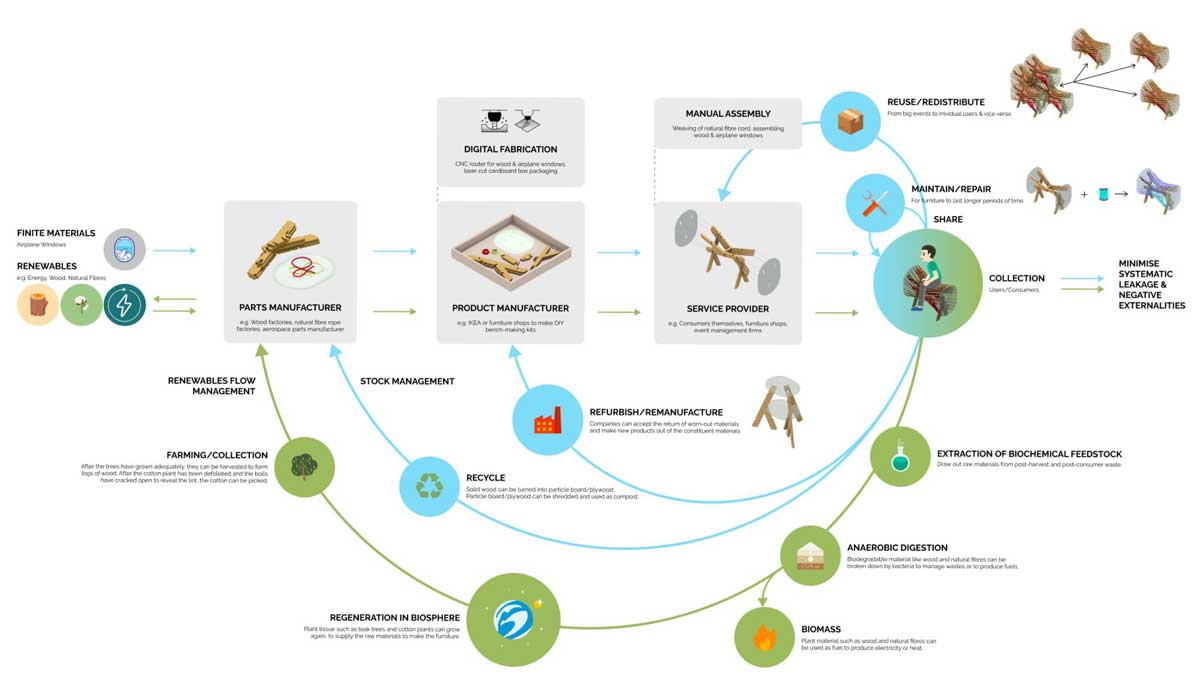 REUSE/REDISTRIBUTE
From big events to inividual users & vice versa
MANUAL ASSEMBLY
Weaving of natural fibre cord, assembling
wood & airplane windows
DIGITAL FABRICATION
CNC router for wood & airplane windows,
laser cut cardboard box packaging
MAINTAIN/REPAIR
For furniture to last longer periods of time
+
SHARE
FINITE MATERIALS
Airplane Windows
RENEWABLES
e.g. Energy, Wood, Natural Fibres
PARTS MANUFACTURER
e.g. Wood factories, natural fibre rope
factories, aerospace parts manufacturer
PRODUCT MANUFACTURER
e.g. IKEA or furniture shops to make DIY
bench-making kits
SERVICE PROVIDER
e.g. Consumers themselves, furniture shops,
event management firms
COLLECTION
Users/Consumers
MINIMISE
SYSTEMATIC
LEAKAGE &
NEGATIVE
EXTERNALITIES
RENEWABLES FLOW
MANAGEMENT
STOCK MANAGEMENT
REFURBISH/REMANUFACTURE
Companies can accept the return of worn-out materials
and make new products out of the constituent materials
FARMING/COLLECTION
After the trees have grown adequately, they can be harvested to form
logs of wood. After the cotton plant has been defoliated and the bolls
have cracked open to reveal the lint, the cotton can be picked.
RECYCLE
Solid wood can be turned into particle board/plywood.
Particle board/plywood can be shredded and used as compost.
EXTRACTION OF BIOCHEMICAL FEEDSTOCK
Draw out raw materials from post-harvest and post-consumer waste.
ANAEROBIC DIGESTION
Biodegradable material like wood and natural fibres can be
broken down by bacteria to manage wastes or to produce fuels.
REGENERATION IN BIOSPHERE
Plant tissue such as teak trees and cotton plants can grow
again. to supply the raw materials to make the furniture.
BIOMASS
Plant material such as wood and natural fibres can
be used as fuel to produce electricity or heat.